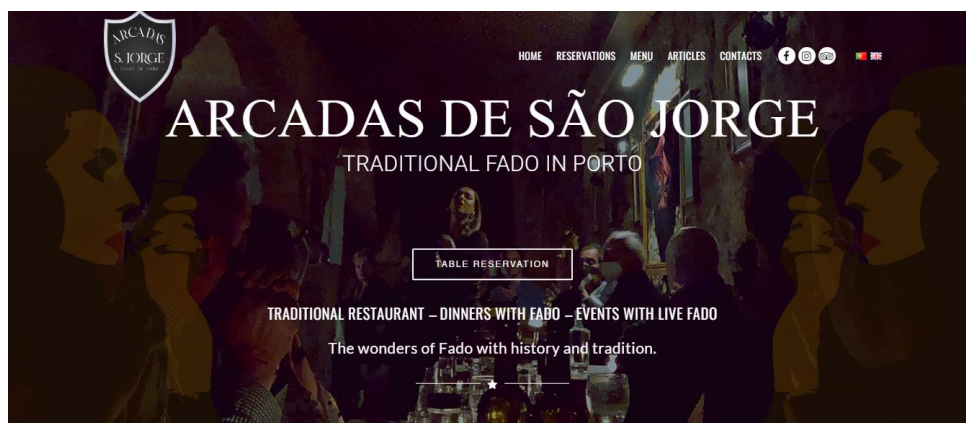 ARCADAS
S. JORGE
HOME RESERVATIONS MENU ARTICLES CONTACTS
ARCADAS DE SÃO JORGE
TRADITIONAL FADO IN PORTO
TABLE RESERVATION
TRADITIONAL RESTAURANT – DINNERS WITH FADO – EVENTS WITH LIVE FADO
The wonders of Fado with history and tradition.